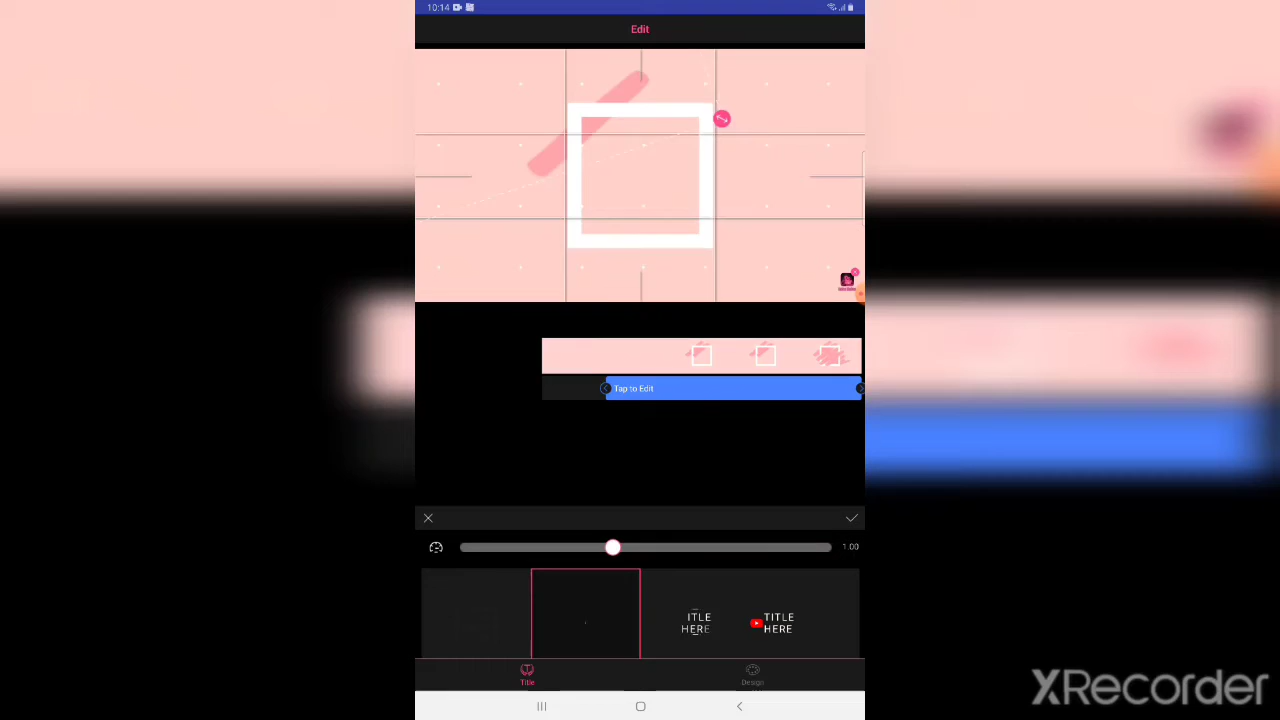 10:14
Edit
Tap to Edit
1.00
ITLE
HERE
TITLE
HERE
Title
Design
XRecorder